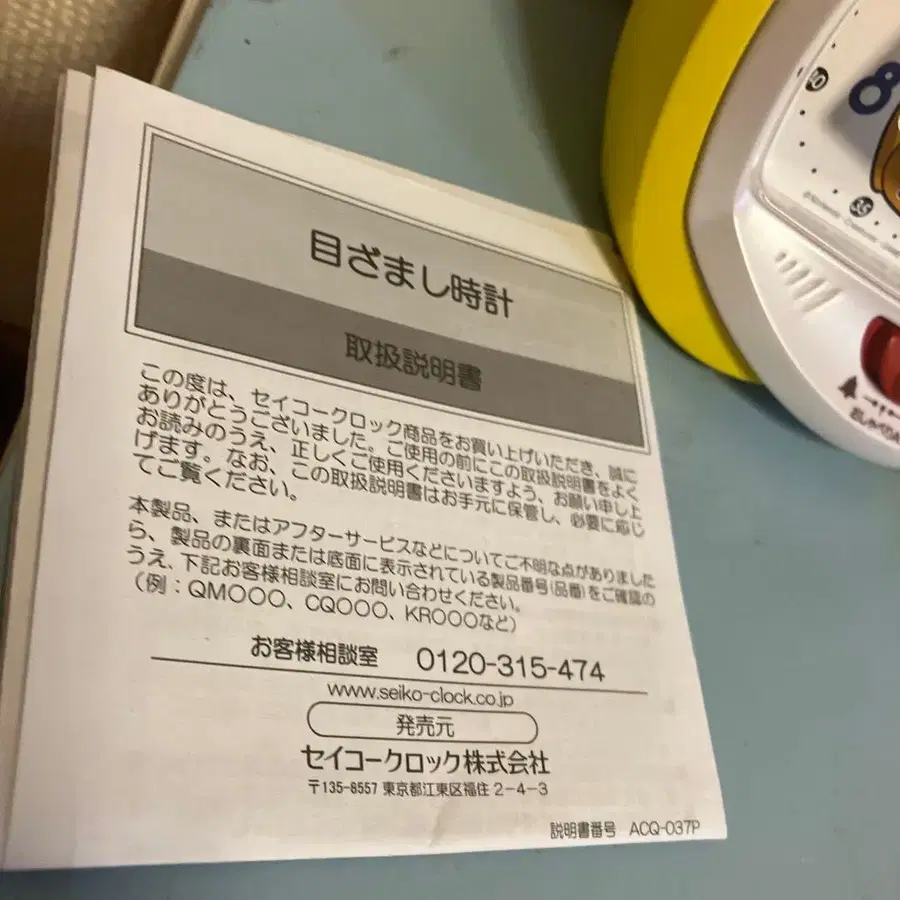 目ざまし時計
取扱説明書
この度は、セイコークロック商品をお買い上げいただき、誠に
ありがとうございました。ご使用の前にこの取扱説明書をよく
お読みのうえ、正しくご使用くださいますよう、お願い申し上
げます。なお、この取扱説明書はお手元に保管し、必要に応じ
てご覧ください。
本製品、またはアフターサービスなどについてご不明な点がありました
ら、製品の裏面または底面に表示されている製品番号(品番)をご確認の
うえ、下記お客様相談室にお問い合わせください。
(例:QM○○○、CQ○○○、KR○○○など)
お客様相談室 0120-315-474
www.seiko-clock.co.jp
発売元
セイコークロック株式会社
〒135-8557 東京都江東区福住 2-4-3
説明書番号 ACQ-037P
8
35